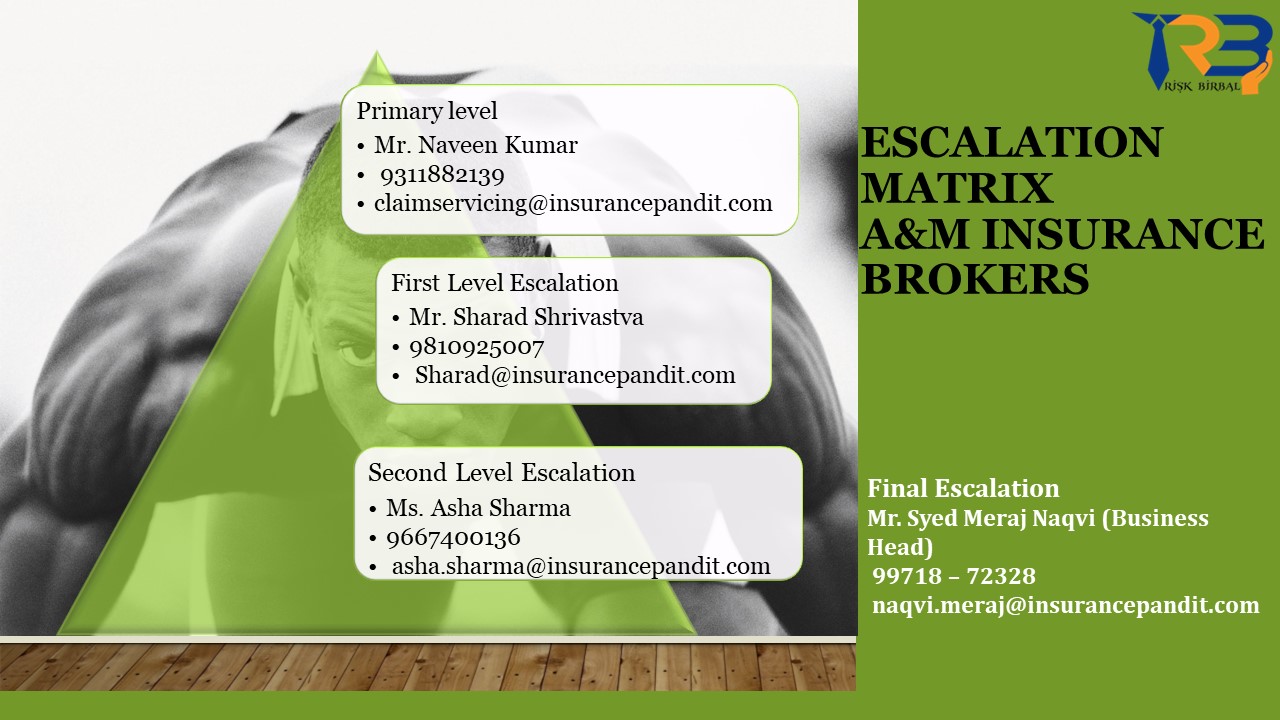 RISK BIRBAL
ESCALATION
MATRIX
A&M INSURANCE
BROKERS
Primary level
• Mr. Naveen Kumar
• 9311882139
• claimservicing@insurancepandit.com
First Level Escalation
• Mr. Sharad Shrivastva
• 9810925007
• Sharad@insurancepandit.com
Second Level Escalation
• Ms. Asha Sharma
• 9667400136
• asha.sharma@insurancepandit.com
Final Escalation
Mr. Syed Meraj Naqvi (Business
Head)
99718 – 72328
naqvi.meraj@insurancepandit.com